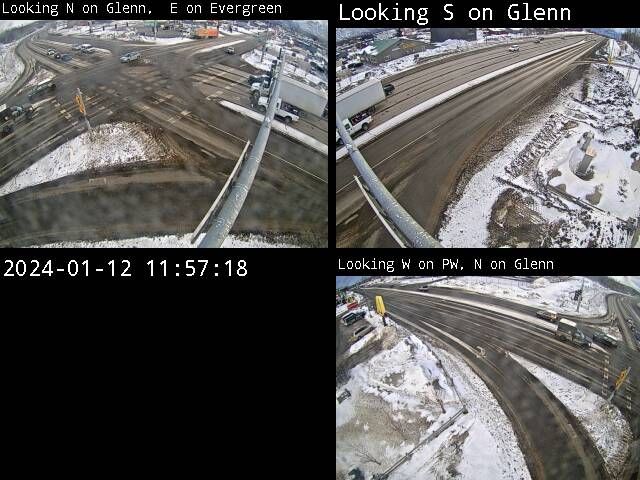 Looking N on Glenn,  E on Evergreen
Looking S on Glenn
2024-01-12 11:57:18
Looking W on PW, N on Glenn